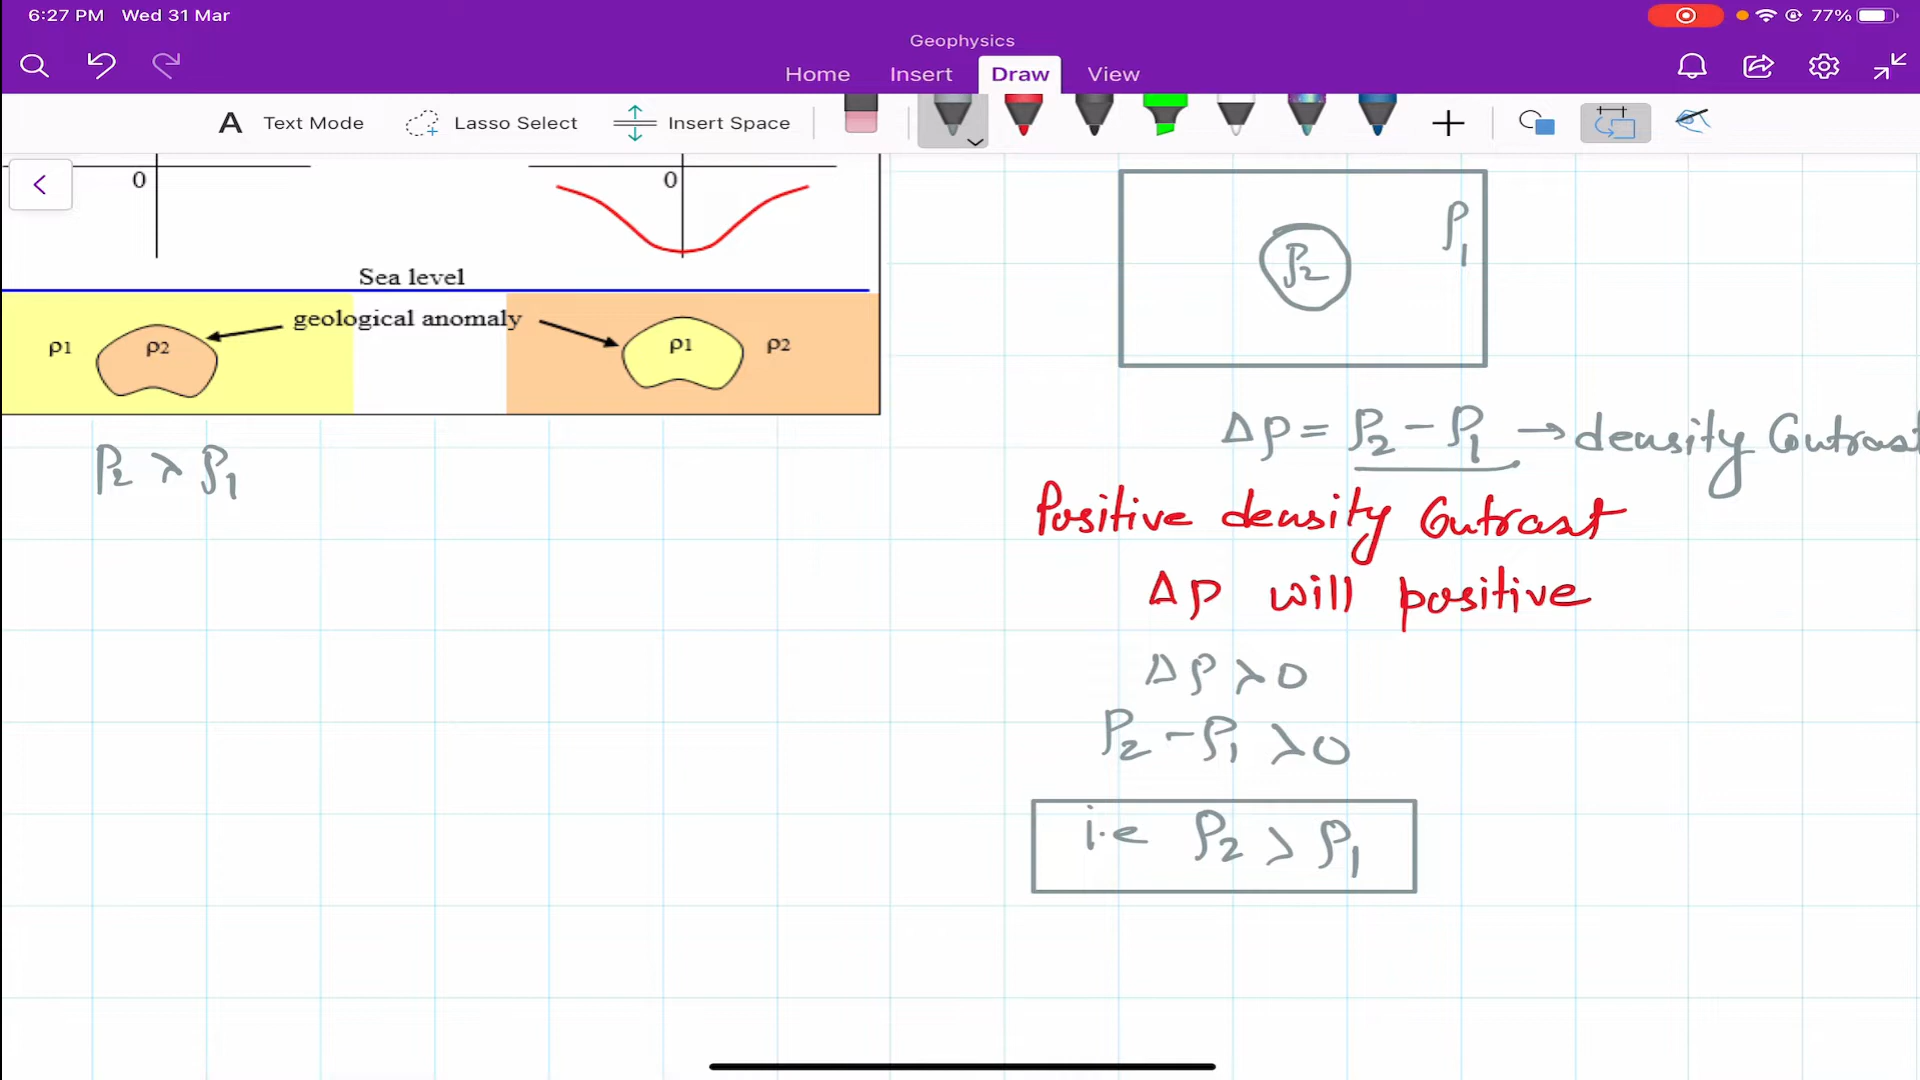 6:27 PM Wed 31 Mar
77%
Geophysics
Home Insert Draw View
A Text Mode Lasso Select Insert Space
0
0
Sea level
geological anomaly
ρ1 ρ2
ρ1 ρ2
ρ2 > ρ1
ρ1
ρ2
Δρ = ρ2 - ρ1 → density Contrast
Positive density Contrast
Δρ will positive
Δρ > 0
ρ2 - ρ1 > 0
i.e ρ2 > ρ1